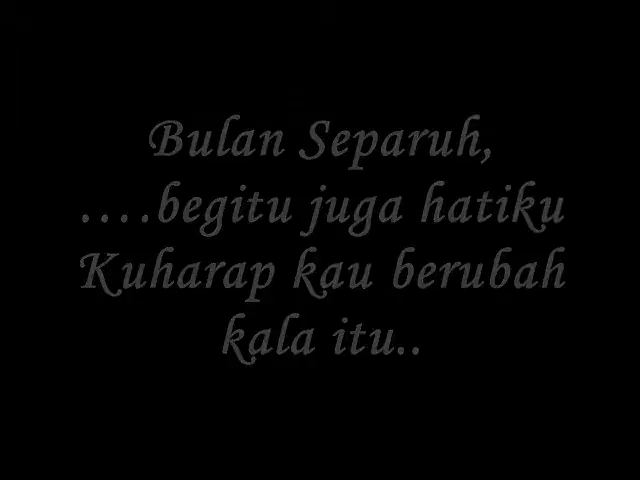 Bulan Separuh,
....begitu juga hatiku
Kuharap kau berubah
kala itu..